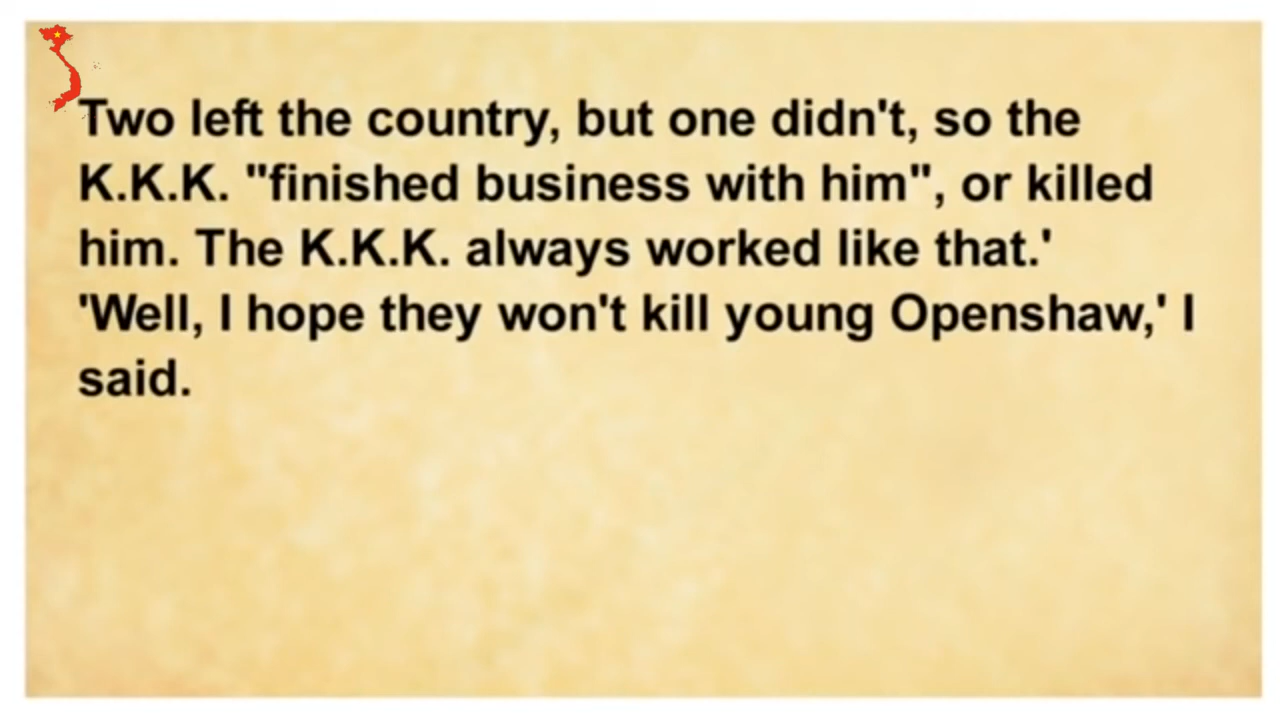 Two left the country, but one didn't, so the
K.K.K. "finished business with him", or killed
him. The K.K.K. always worked like that.'
'Well, I hope they won't kill young Openshaw,' I
said.